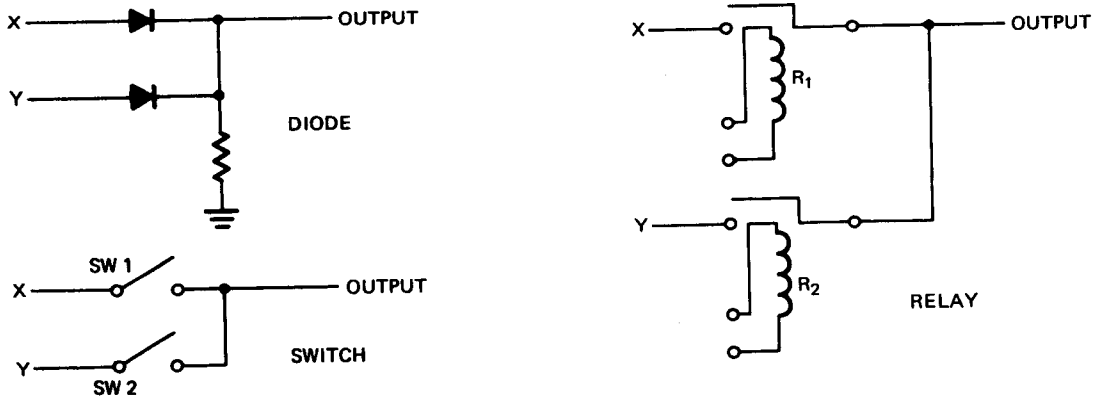 X
OUTPUT
Y
DIODE
SW 1
X
OUTPUT
Y
SWITCH
SW 2
X
OUTPUT
R1
Y
R2
RELAY